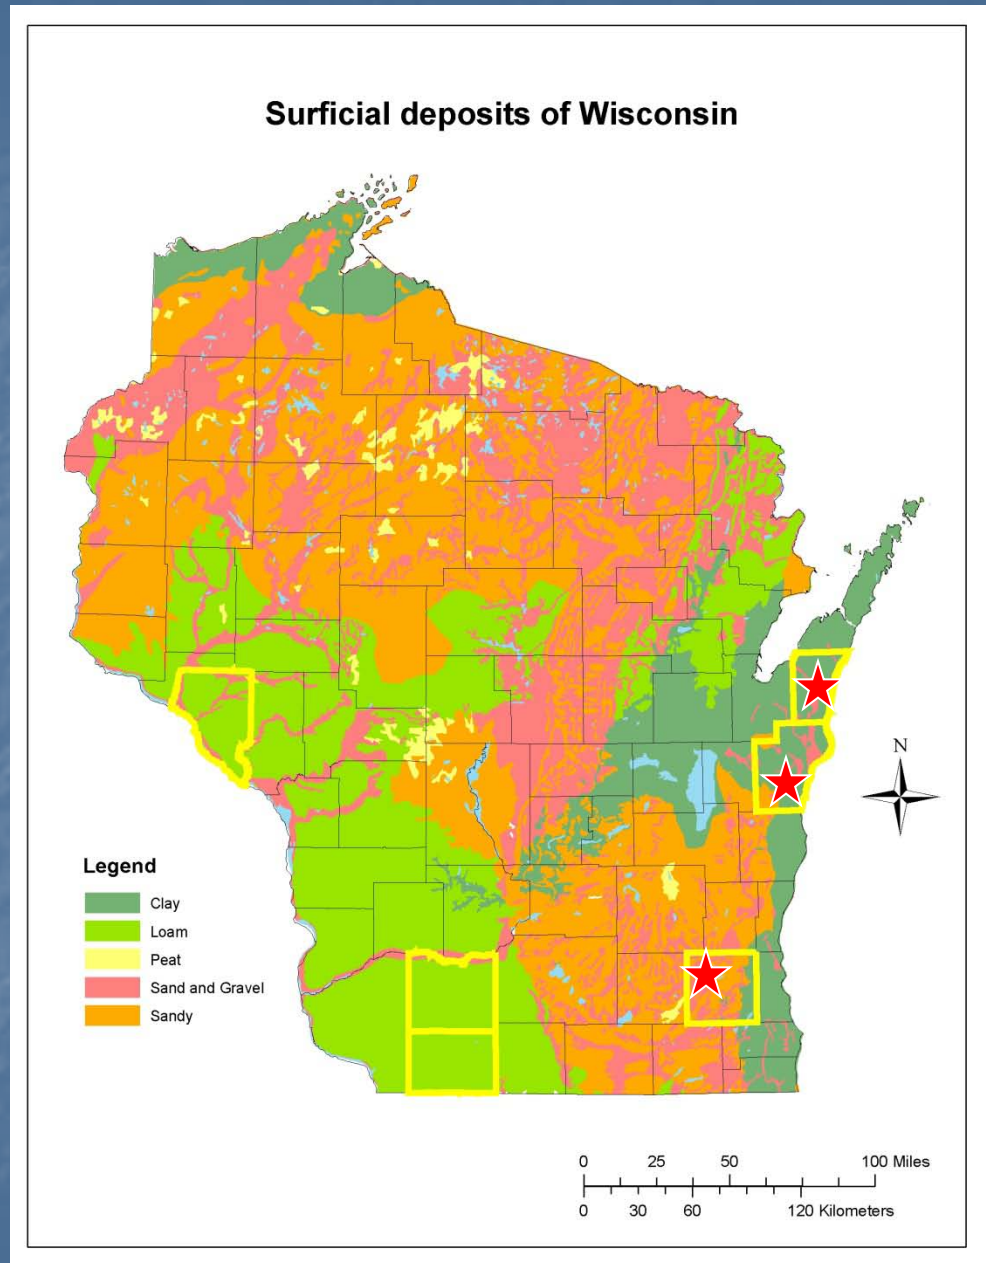 Surficial deposits of Wisconsin
N
Legend
Clay
Loam
Peat
Sand and Gravel
Sandy
0 25 50 100 Miles
0 30 60 120 Kilometers